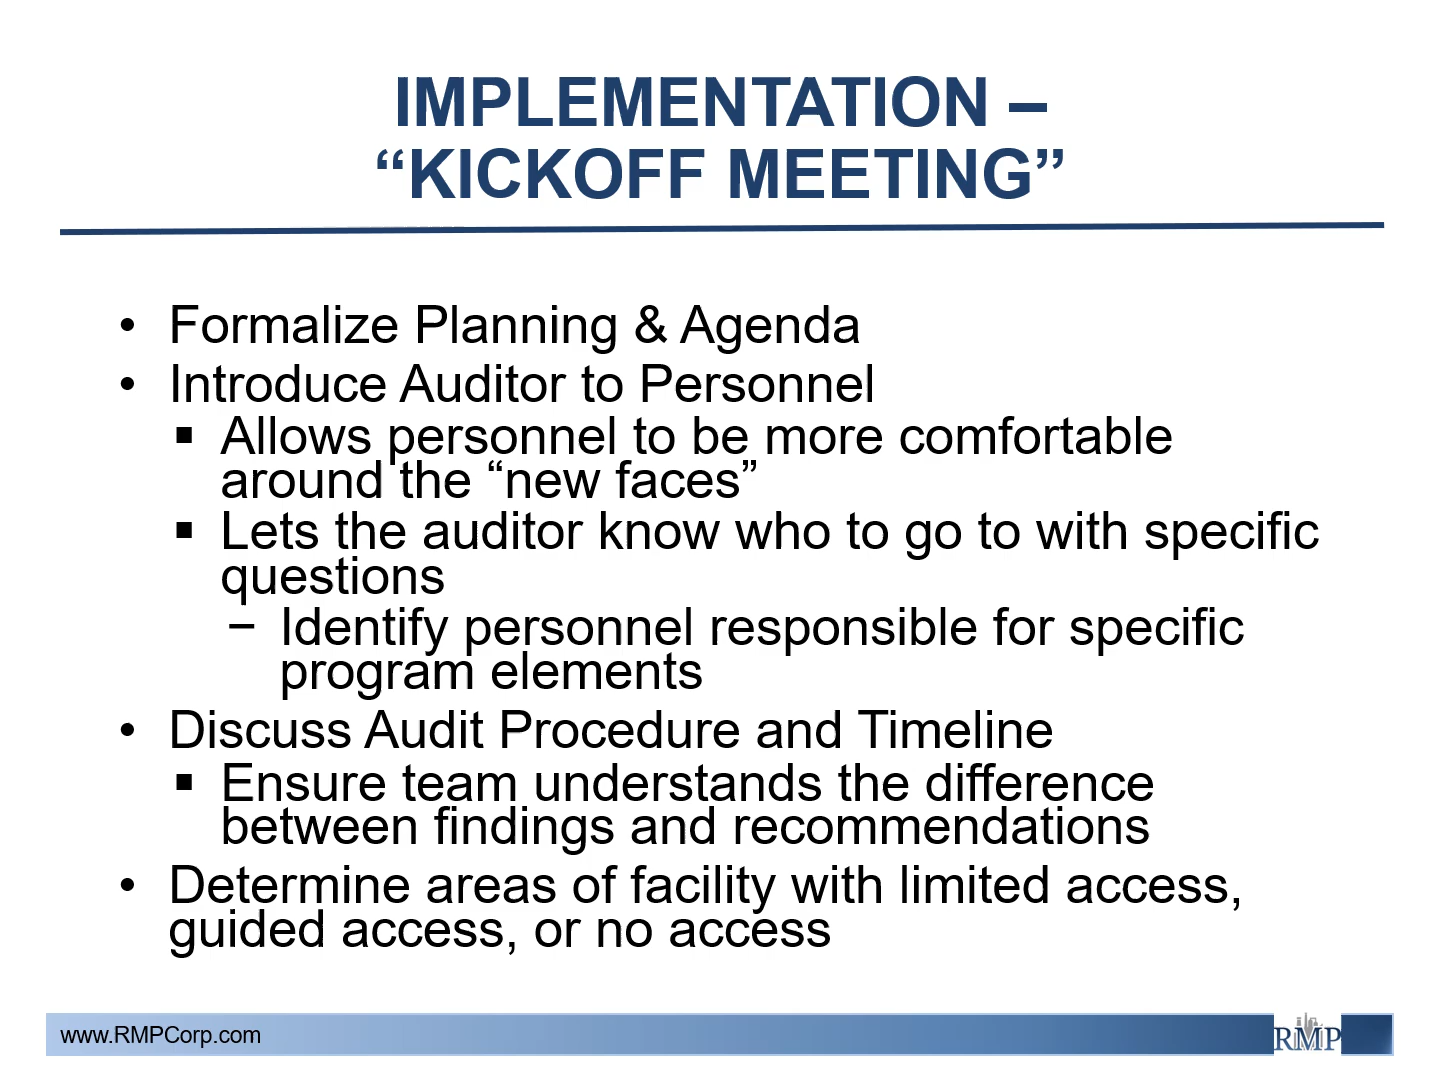 IMPLEMENTATION –
“KICKOFF MEETING”
• Formalize Planning & Agenda
• Introduce Auditor to Personnel
▪ Allows personnel to be more comfortable
around the “new faces”
▪ Lets the auditor know who to go to with specific
questions
− Identify personnel responsible for specific
program elements
• Discuss Audit Procedure and Timeline
▪ Ensure team understands the difference
between findings and recommendations
• Determine areas of facility with limited access,
guided access, or no access
www.RMPCorp.com
RMP